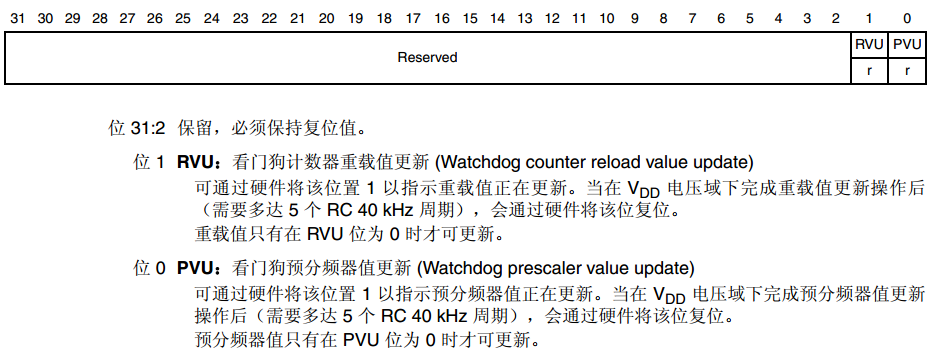 31 30 29 28 27 26 25 24 23 22 21 20 19 18 17 16 15 14 13 12 11 10 9 8 7 6 5 4 3 2 1 0
Reserved RVU PVU
r r
位 31:2 保留，必须保持复位值。
位 1 RVU：看门狗计数器重载值更新 (Watchdog counter reload value update)
可通过硬件将该位置 1 以指示重载值正在更新。当在 VDD 电压域下完成重载值更新操作后
（需要多达 5 个 RC 40 kHz 周期），会通过硬件将该位复位。
重载值只有在 RVU 位为 0 时才可更新。
位 0 PVU：看门狗预分频器值更新 (Watchdog prescaler value update)
可通过硬件将该位置 1 以指示预分频器值正在更新。当在 VDD 电压域下完成预分频器值更新
操作后（需要多达 5 个 RC 40 kHz 周期），会通过硬件将该位复位。
预分频器值只有在 PVU 位为 0 时才可更新。